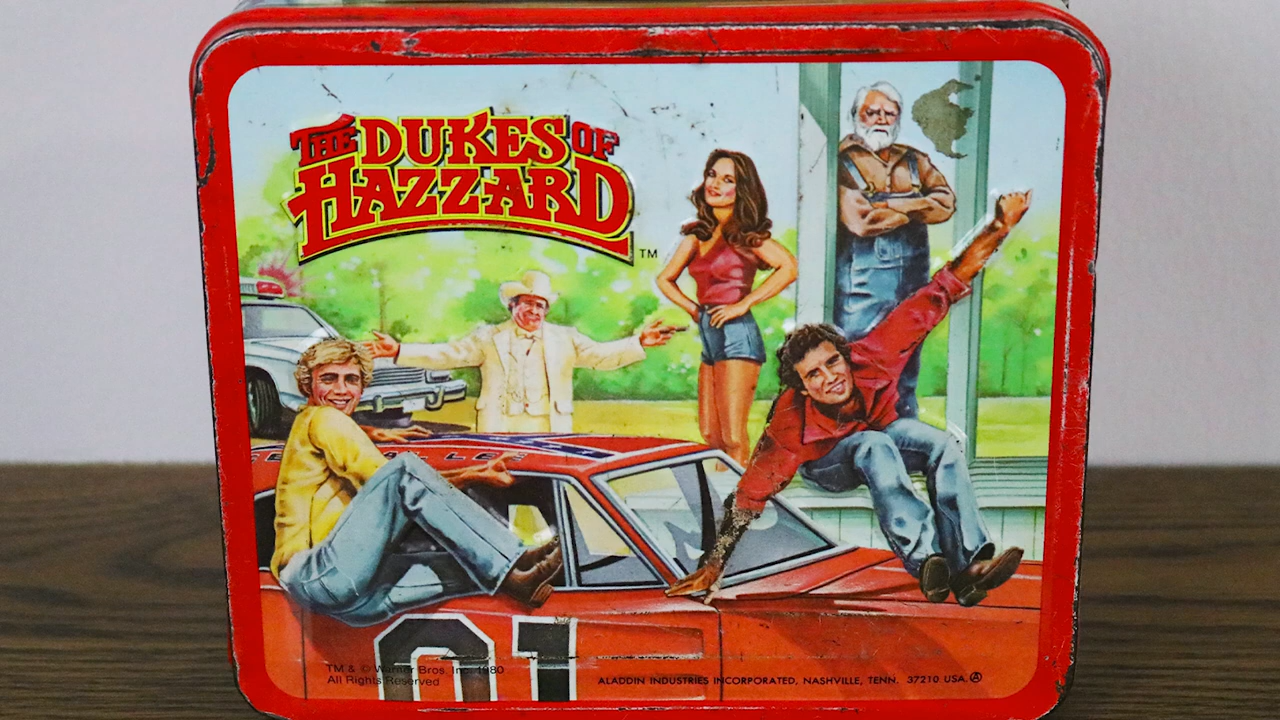 THE DUKES OF
HAZZARD
TM
LEE
01
TM & © Warner Bros. Inc. 1980
All Rights Reserved
ALADDIN INDUSTRIES INCORPORATED, NASHVILLE, TENN. 37210 USA. Ⓐ